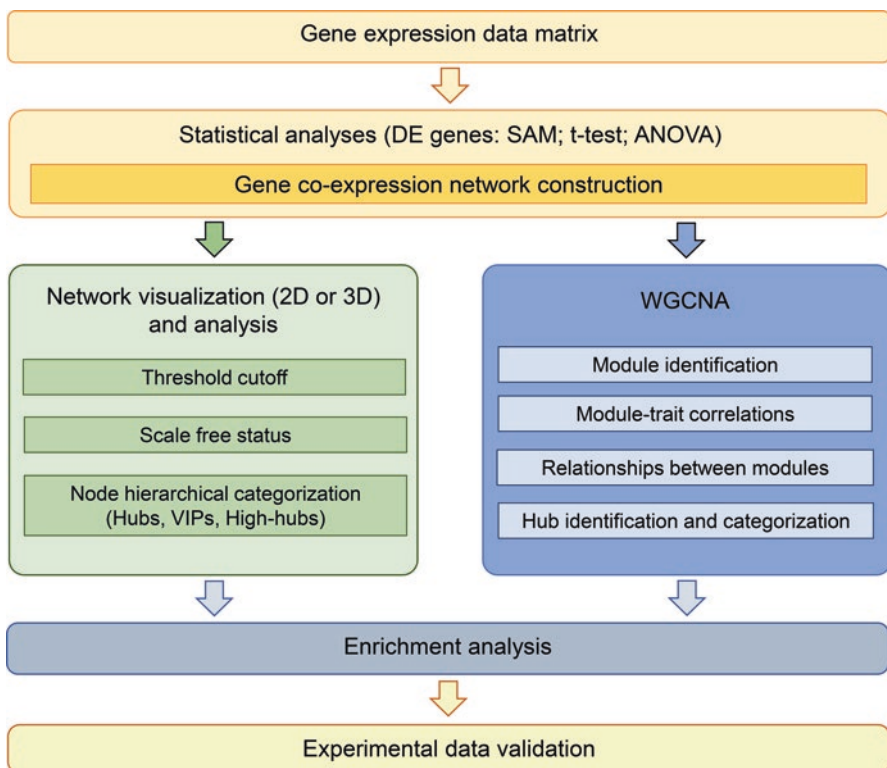 Gene expression data matrix
Statistical analyses (DE genes: SAM; t-test; ANOVA)
Gene co-expression network construction
Network visualization (2D or 3D)
and analysis
Threshold cutoff
Scale free status
Node hierarchical categorization
(Hubs, VIPs, High-hubs)
WGCNA
Module identification
Module-trait correlations
Relationships between modules
Hub identification and categorization
Enrichment analysis
Experimental data validation